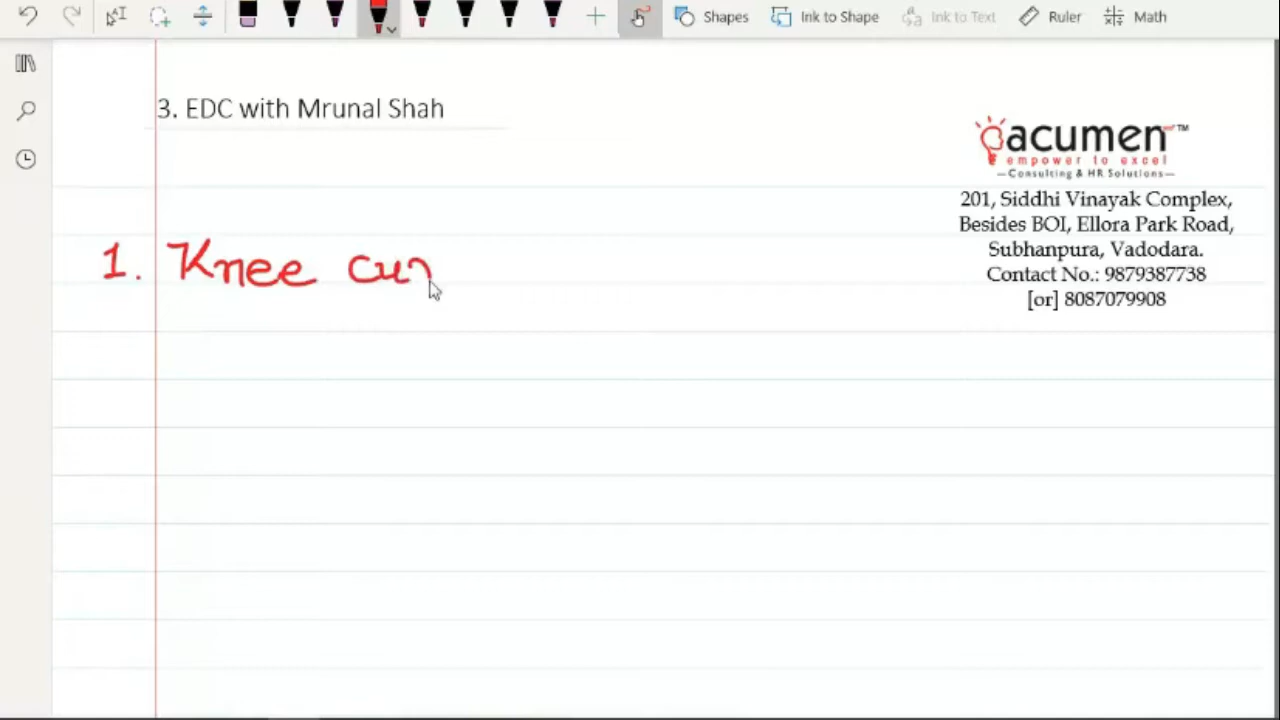 Shapes Ink to Shape Ink to Text Ruler Math
3. EDC with Mrunal Shah
acumen™
empower to excel
—Consulting & HR Solutions—
201, Siddhi Vinayak Complex,
Besides BOI, Ellora Park Road,
Subhanpura, Vadodara.
Contact No.: 9879387738
[or] 8087079908
1. Knee cur